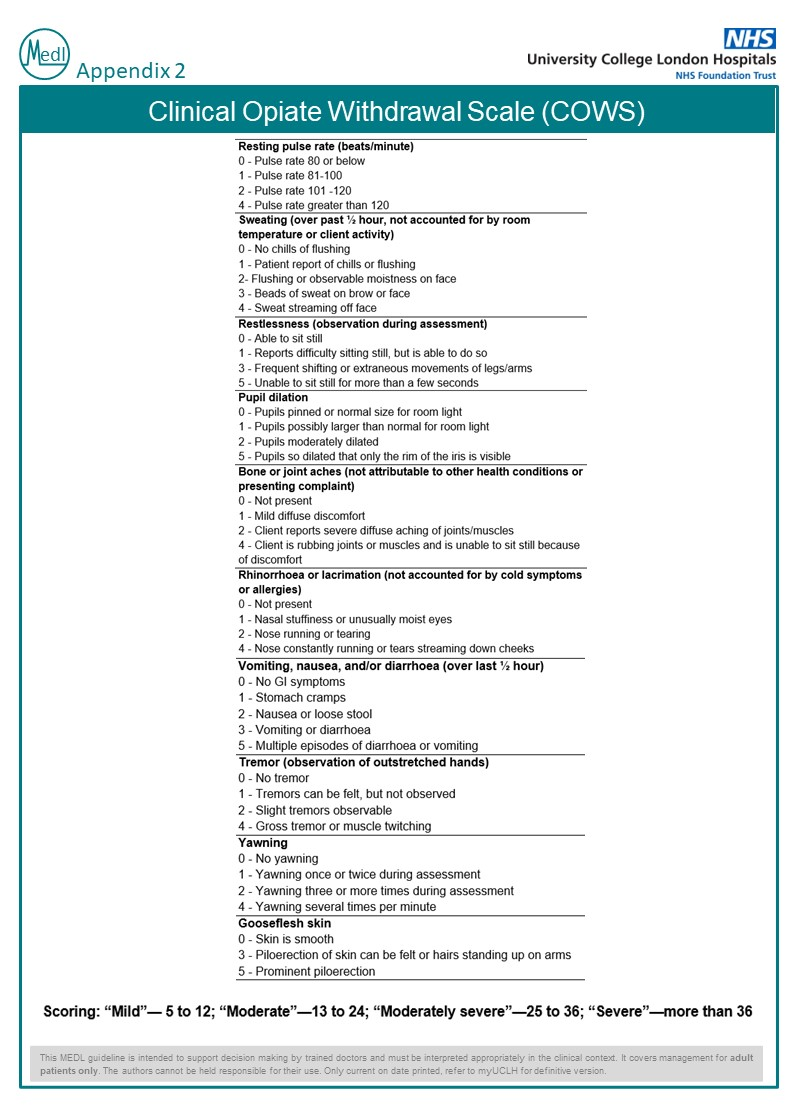 Medl
Appendix 2
NHS
University College London Hospitals
NHS Foundation Trust
Clinical Opiate Withdrawal Scale (COWS)
Resting pulse rate (beats/minute)
0 - Pulse rate 80 or below
1 - Pulse rate 81-100
2 - Pulse rate 101 -120
4 - Pulse rate greater than 120
Sweating (over past ½ hour, not accounted for by room
temperature or client activity)
0 - No chills of flushing
1 - Patient report of chills or flushing
2- Flushing or observable moistness on face
3 - Beads of sweat on brow or face
4 - Sweat streaming off face
Restlessness (observation during assessment)
0 - Able to sit still
1 - Reports difficulty sitting still, but is able to do so
3 - Frequent shifting or extraneous movements of legs/arms
5 - Unable to sit still for more than a few seconds
Pupil dilation
0 - Pupils pinned or normal size for room light
1 - Pupils possibly larger than normal for room light
2 - Pupils moderately dilated
5 - Pupils so dilated that only the rim of the iris is visible
Bone or joint aches (not attributable to other health conditions or
presenting complaint)
0 - Not present
1 - Mild diffuse discomfort
2 - Client reports severe diffuse aching of joints/muscles
4 - Client is rubbing joints or muscles and is unable to sit still because
of discomfort
Rhinorrhoea or lacrimation (not accounted for by cold symptoms
or allergies)
0 - Not present
1 - Nasal stuffiness or unusually moist eyes
2 - Nose running or tearing
4 - Nose constantly running or tears streaming down cheeks
Vomiting, nausea, and/or diarrhoea (over last ½ hour)
0 - No GI symptoms
1 - Stomach cramps
2 - Nausea or loose stool
3 - Vomiting or diarrhoea
5 - Multiple episodes of diarrhoea or vomiting
Tremor (observation of outstretched hands)
0 - No tremor
1 - Tremors can be felt, but not observed
2 - Slight tremors observable
4 - Gross tremor or muscle twitching
Yawning
0 - No yawning
1 - Yawning once or twice during assessment
2 - Yawning three or more times during assessment
4 - Yawning several times per minute
Gooseflesh skin
0 - Skin is smooth
3 - Piloerection of skin can be felt or hairs standing up on arms
5 - Prominent piloerection
Scoring: “Mild”— 5 to 12; “Moderate”—13 to 24; “Moderately severe”—25 to 36; “Severe”—more than 36
This MEDL guideline is intended to support decision making by trained doctors and must be interpreted appropriately in the clinical context. It covers management for adult
patients only. The authors cannot be held responsible for their use. Only current on date printed, refer to myUCLH for definitive version.